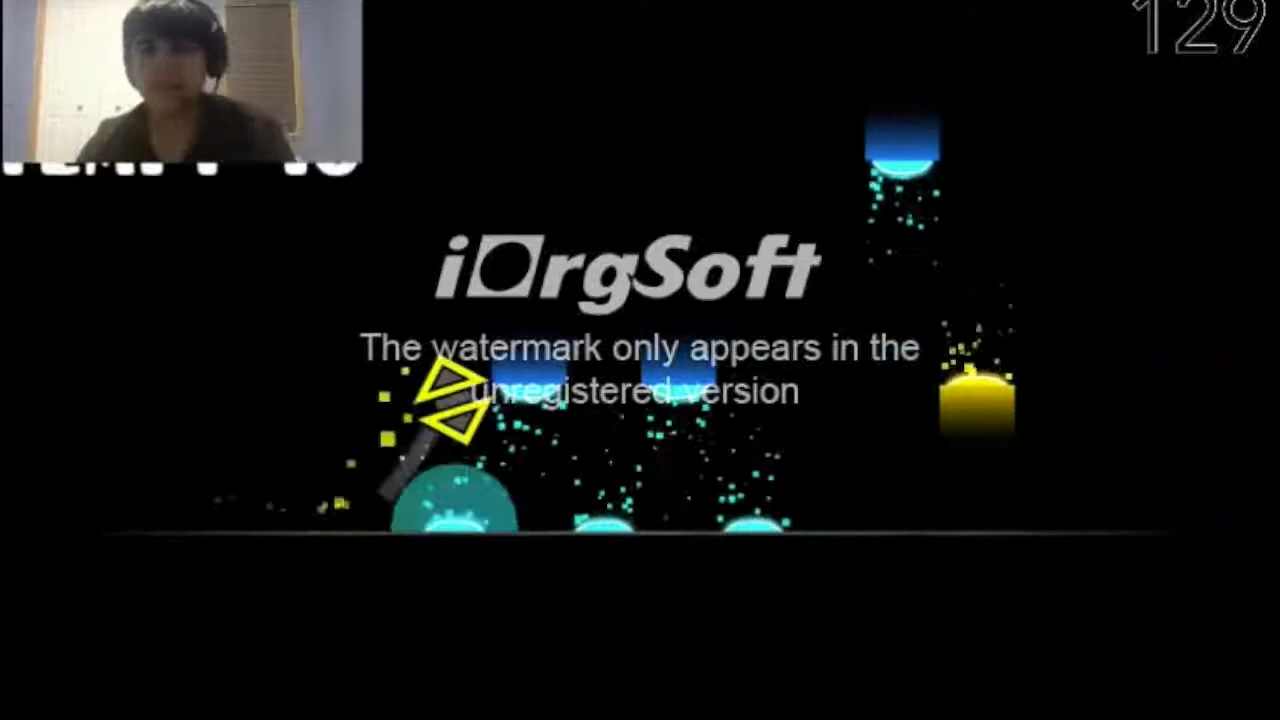 129
iOrgSoft
The watermark only appears in the
unregistered version